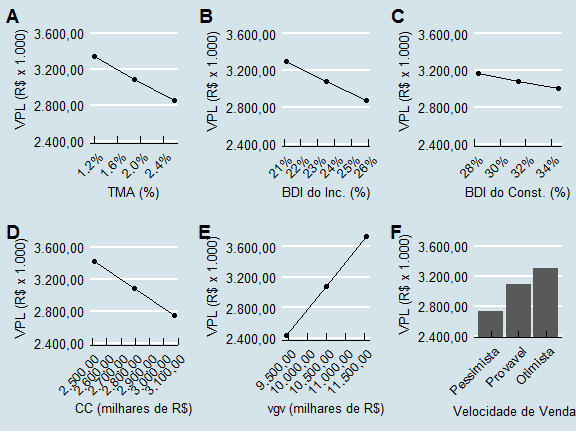 A
VPL (R$ x 1.000)
3.600,00
3.200,00
2.800,00
2.400,00
1.2%
1.6%
2.0%
2.4%
TMA (%)
B
VPL (R$ x 1.000)
3.600,00
3.200,00
2.800,00
2.400,00
21%
22%
23%
24%
25%
26%
BDI do Inc. (%)
C
VPL (R$ x 1.000)
3.600,00
3.200,00
2.800,00
2.400,00
28%
30%
32%
34%
BDI do Const. (%)
D
VPL (R$ x 1.000)
3.600,00
3.200,00
2.800,00
2.400,00
2.500,00
2.600,00
2.700,00
2.800,00
2.900,00
3.000,00
3.100,00
CC (milhares de R$)
E
VPL (R$ x 1.000)
3.600,00
3.200,00
2.800,00
2.400,00
9.500,00
10.000,00
10.500,00
11.000,00
11.500,00
vgv (milhares de R$)
F
VPL (R$ x 1.000)
3.600,00
3.200,00
2.800,00
2.400,00
Pessimista
Provavel
Otimista
Velocidade de Venda